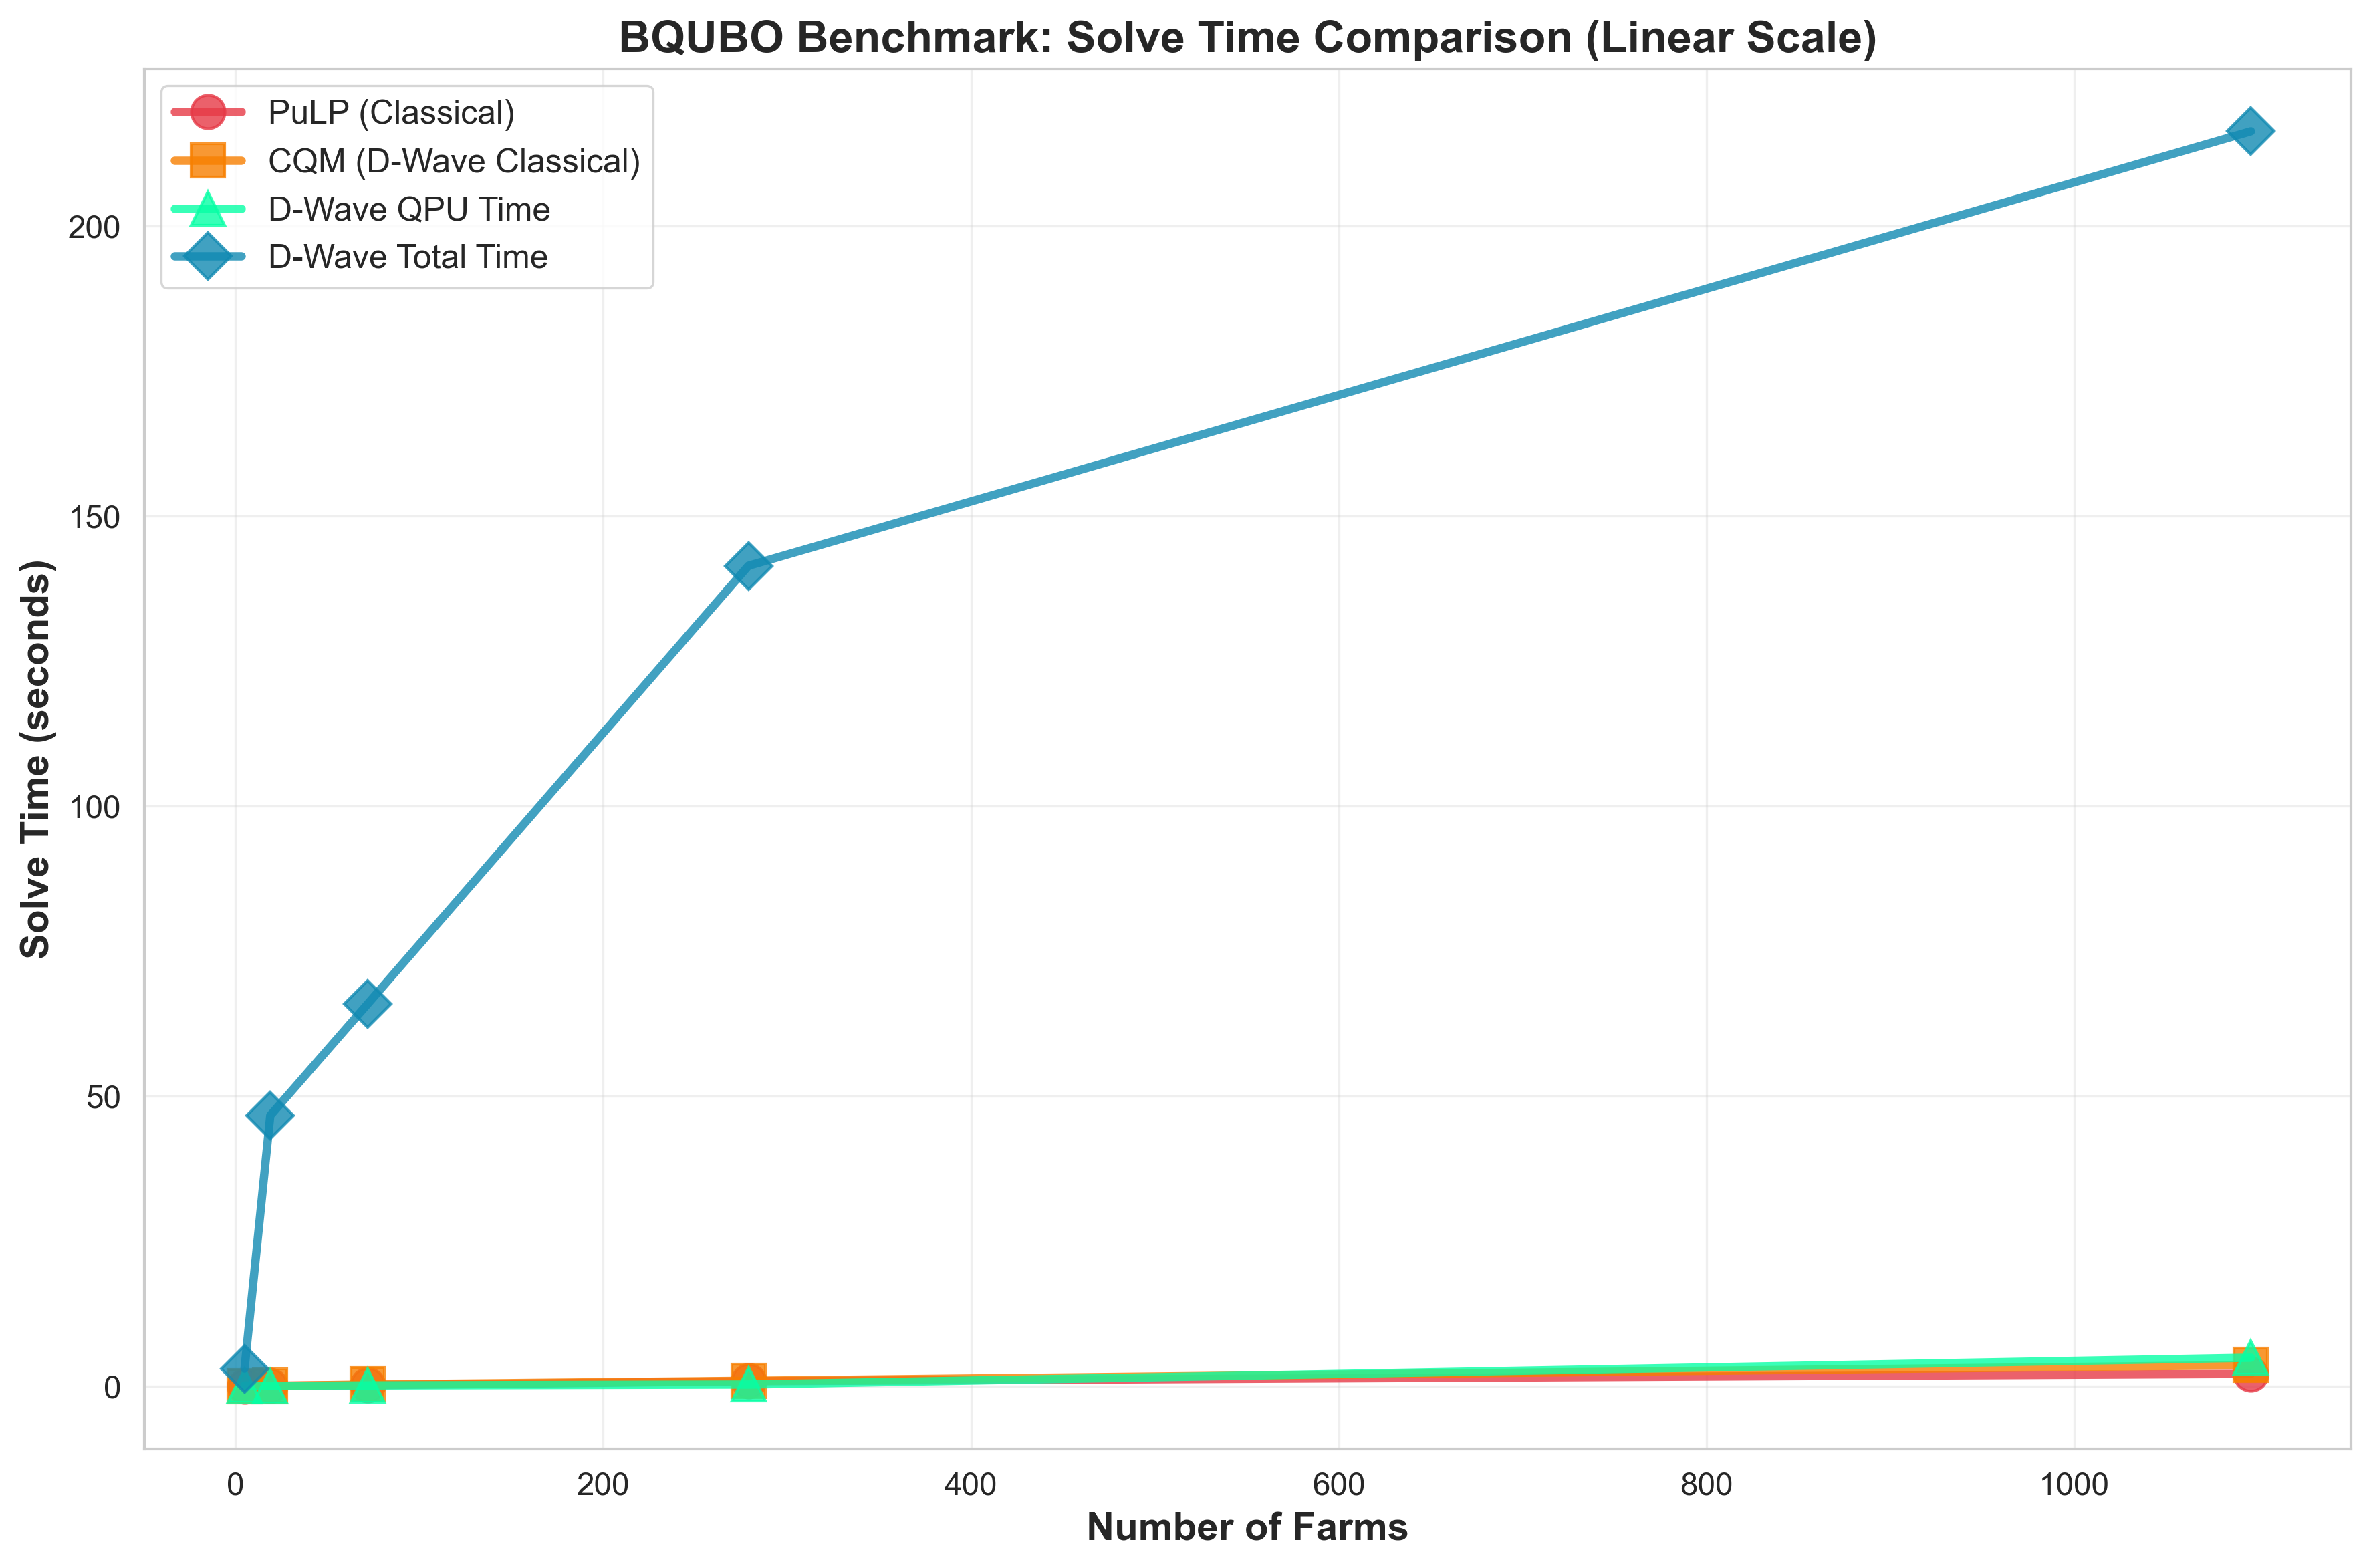 BQUBO Benchmark: Solve Time Comparison (Linear Scale)
PuLP (Classical)
CQM (D-Wave Classical)
D-Wave QPU Time
D-Wave Total Time
Solve Time (seconds)
200
150
100
50
0
0
200
400
600
800
1000
Number of Farms